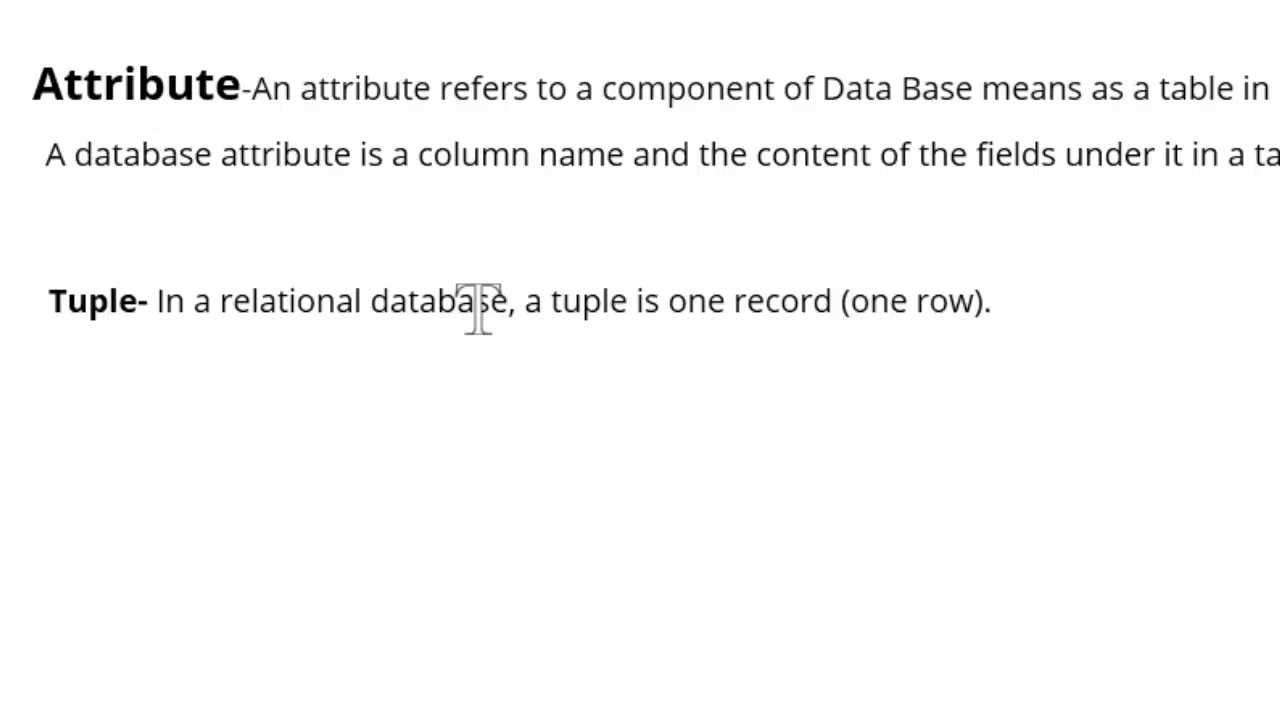 Attribute-An attribute refers to a component of Data Base means as a table in
A database attribute is a column name and the content of the fields under it in a
Tuple- In a relational database, a tuple is one record (one row).